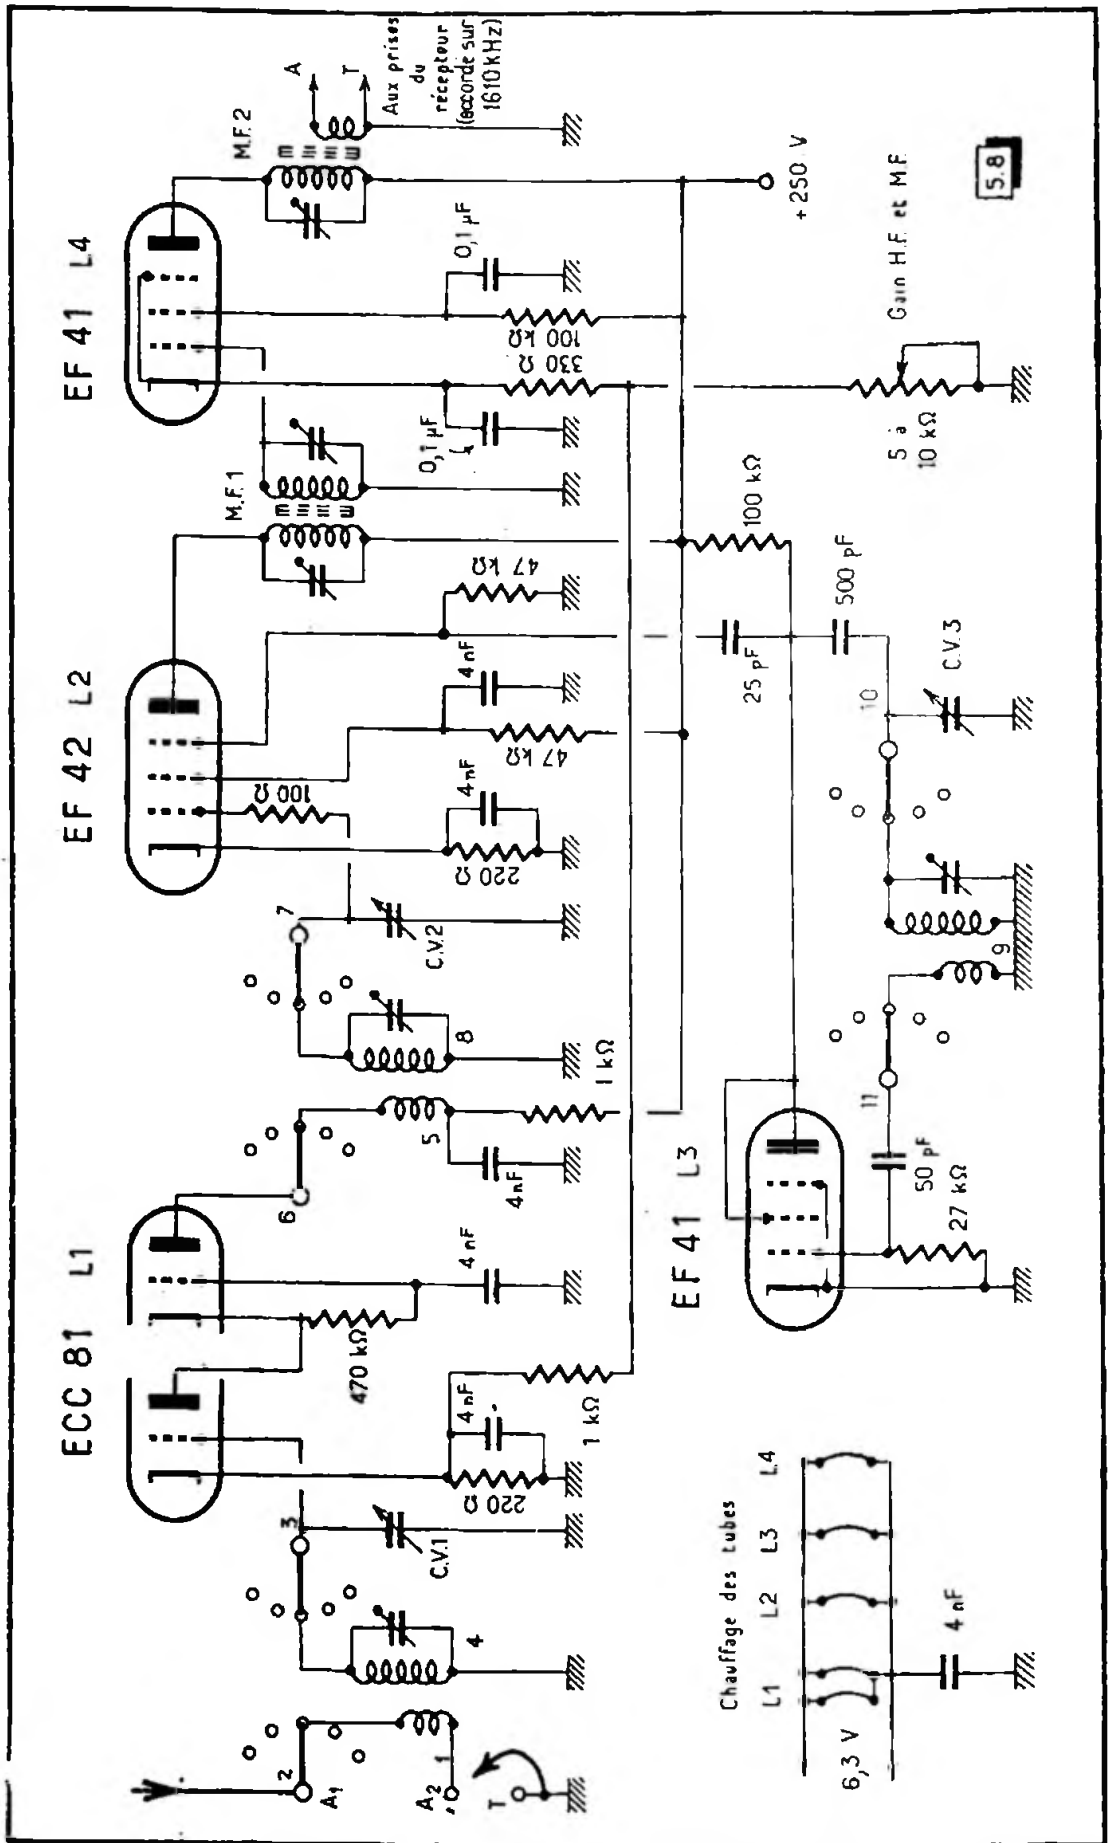 ECC 81 L1
EF 42 L2
EF 41 L4
M.F.1
M.F.2
A
T
Aux prises
du
récepteur
(accordé sur
1610 kHz)
2
A1
A2
1
T
3
4
C.V.1
220 Ω
4 nF
1 kΩ
470 kΩ
4 nF
6
5
4nF
1 kΩ
8
7
C.V.2
100 Ω
220 Ω
4nF
47 kΩ
4 nF
47 kΩ
0,1 µF
330 Ω
100 kΩ
0,1 µF
+250 V
5 à
10 kΩ
Gain H.F. et M.F.
100 kΩ
25 pF
500 pF
10
C.V.3
9
11
50 pF
27 kΩ
EF 41 L3
Chauffage des tubes
L1 L2 L3 L4
6,3 V
4 nF
5.8